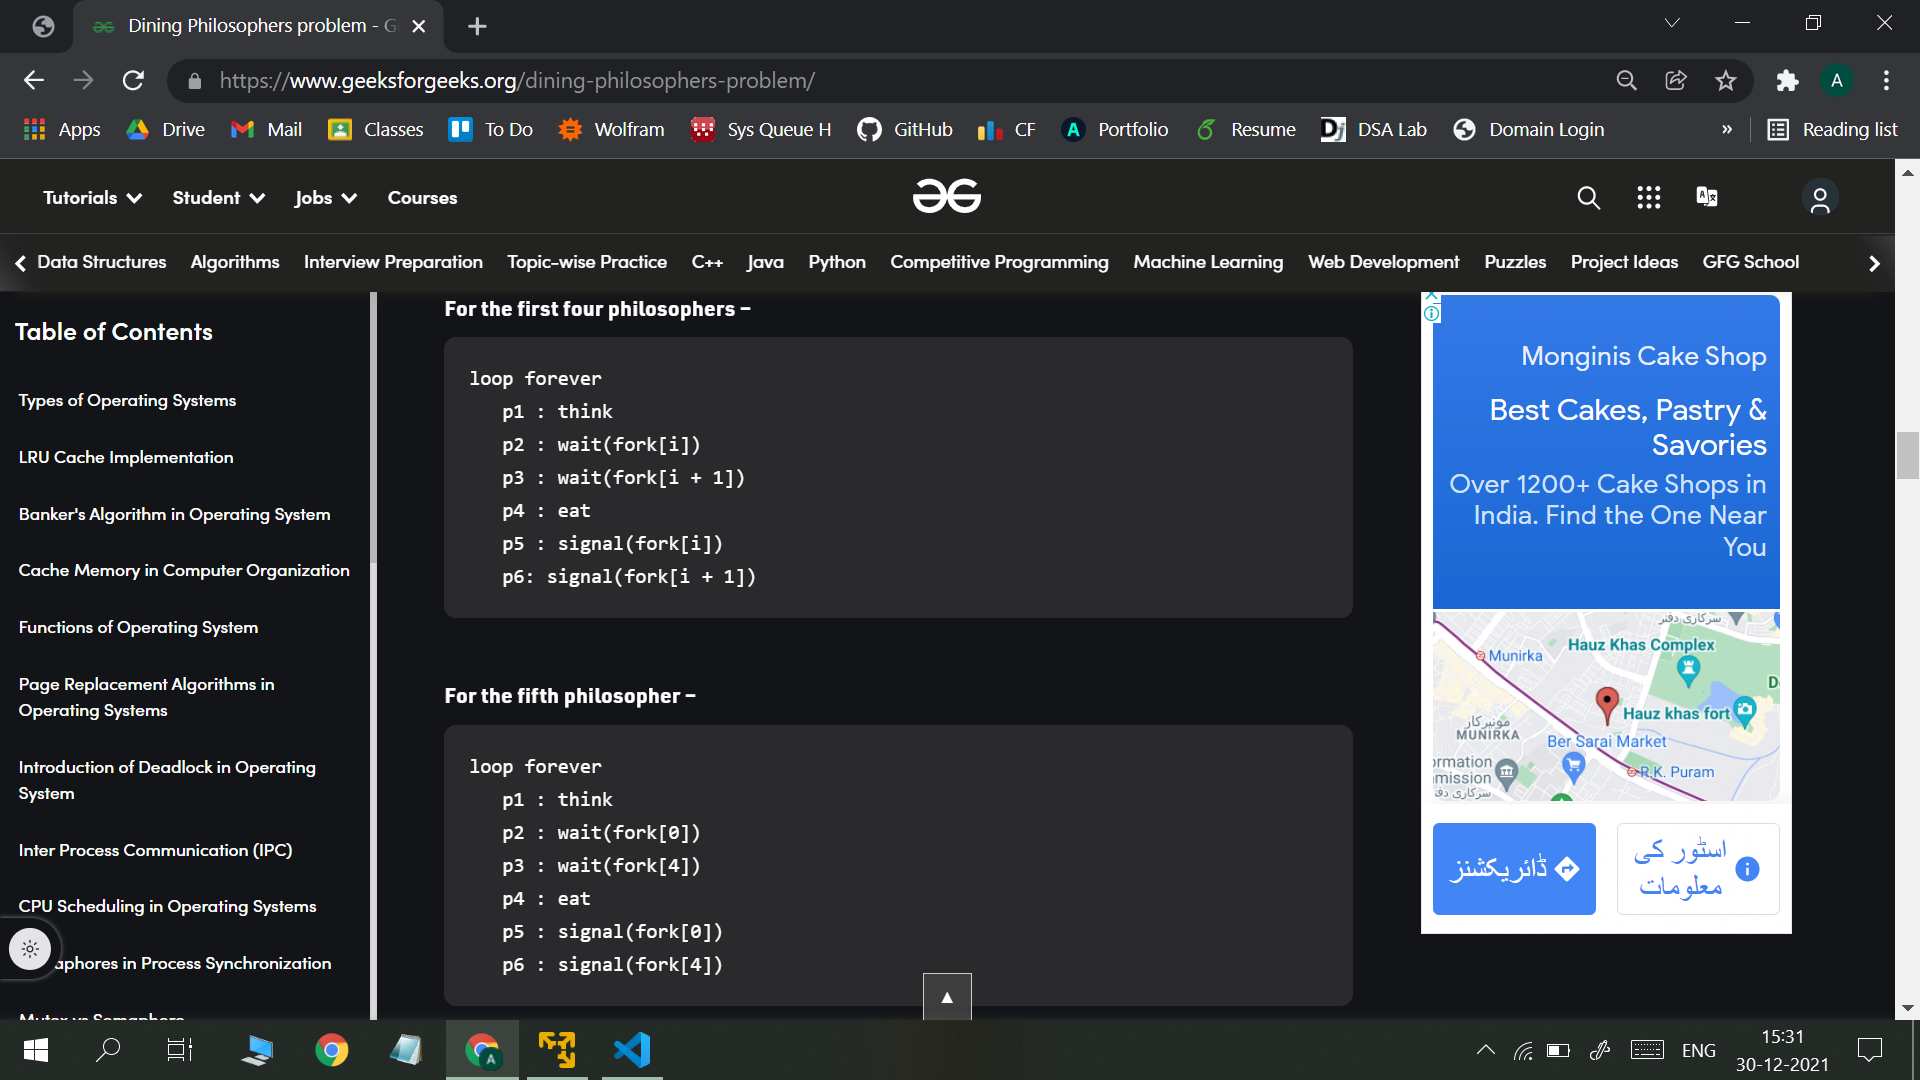 Dining Philosophers problem - G
https://www.geeksforgeeks.org/dining-philosophers-problem/
A
Apps
Drive
Mail
Classes
To Do
Wolfram
Sys Queue H
GitHub
CF
Portfolio
Resume
DSA Lab
Domain Login
»
Reading list
Tutorials
Student
Jobs
Courses
Data Structures
Algorithms
Interview Preparation
Topic-wise Practice
C++
Java
Python
Competitive Programming
Machine Learning
Web Development
Puzzles
Project Ideas
GFG School
Table of Contents
Types of Operating Systems
LRU Cache Implementation
Banker's Algorithm in Operating System
Cache Memory in Computer Organization
Functions of Operating System
Page Replacement Algorithms in
Operating Systems
Introduction of Deadlock in Operating
System
Inter Process Communication (IPC)
CPU Scheduling in Operating Systems
aphores in Process Synchronization
Mutex vs Semaphore
For the first four philosophers –
loop forever
p1 : think
p2 : wait(fork[i])
p3 : wait(fork[i + 1])
p4 : eat
p5 : signal(fork[i])
p6: signal(fork[i + 1])
For the fifth philosopher –
loop forever
p1 : think
p2 : wait(fork[0])
p3 : wait(fork[4])
p4 : eat
p5 : signal(fork[0])
p6 : signal(fork[4])
Monginis Cake Shop
Best Cakes, Pastry &
Savories
Over 1200+ Cake Shops in
India. Find the One Near
You
سرکاری دفتر
Hauz Khas Complex
Munirka
Hauz khas fort
مونیرکار
MUNIRKA
Ber Sarai Market
ormation
mission
R.K. Puram
سرکاری دف
ڈائریکشنز
اسٹور کی
معلومات
ENG
15:31
30-12-2021